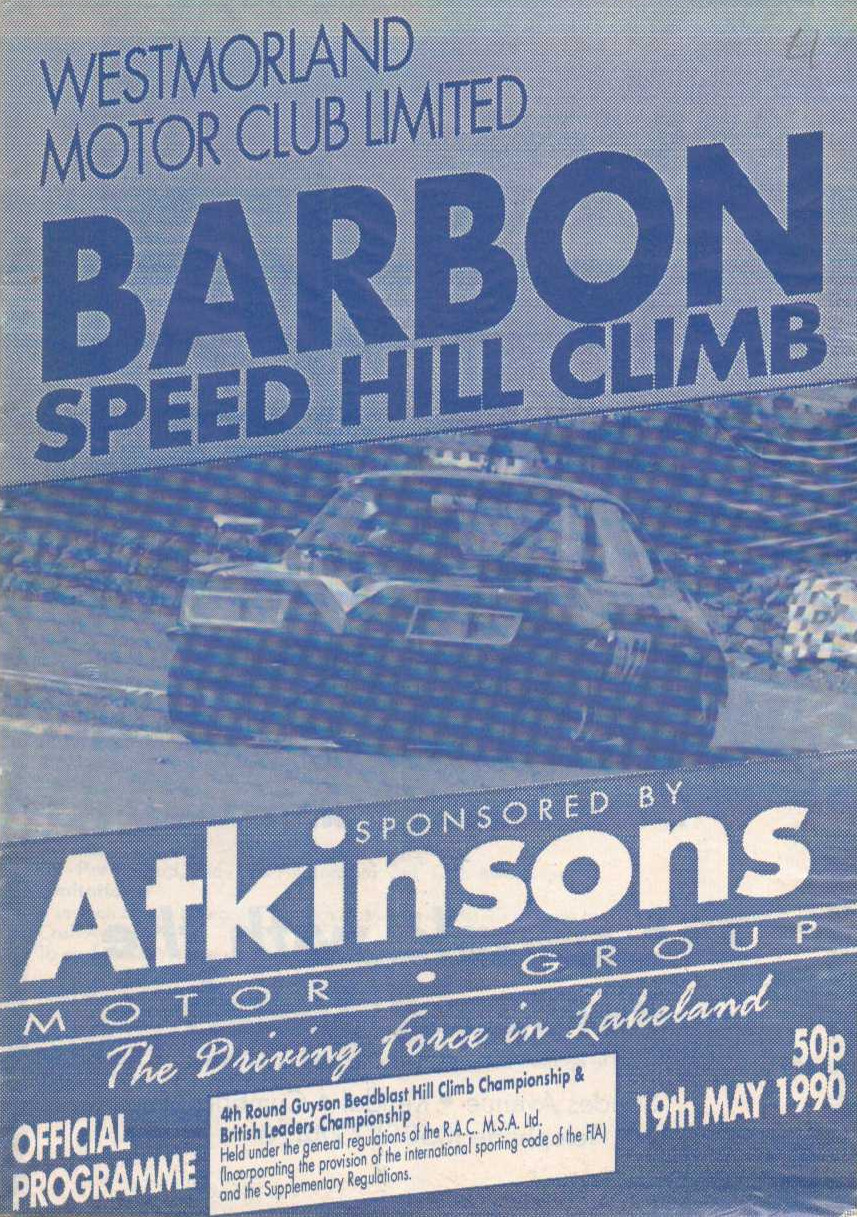 WESTMORLAND
MOTOR CLUB LIMITED
BARBON
SPEED HILL CLIMB
SPONSORED BY
Atkinsons
MOTOR • GROUP
The Driving Force in Lakeland
50p
19th MAY 1990
OFFICIAL
PROGRAMME
4th Round Guyson Beadblast Hill Climb Championship &
British Leaders Championship
Held under the general regulations of the R.A.C. M.S.A. Ltd.
(Incorporating the provision of the international sporting code of the FIA)
and the Supplementary Regulations.